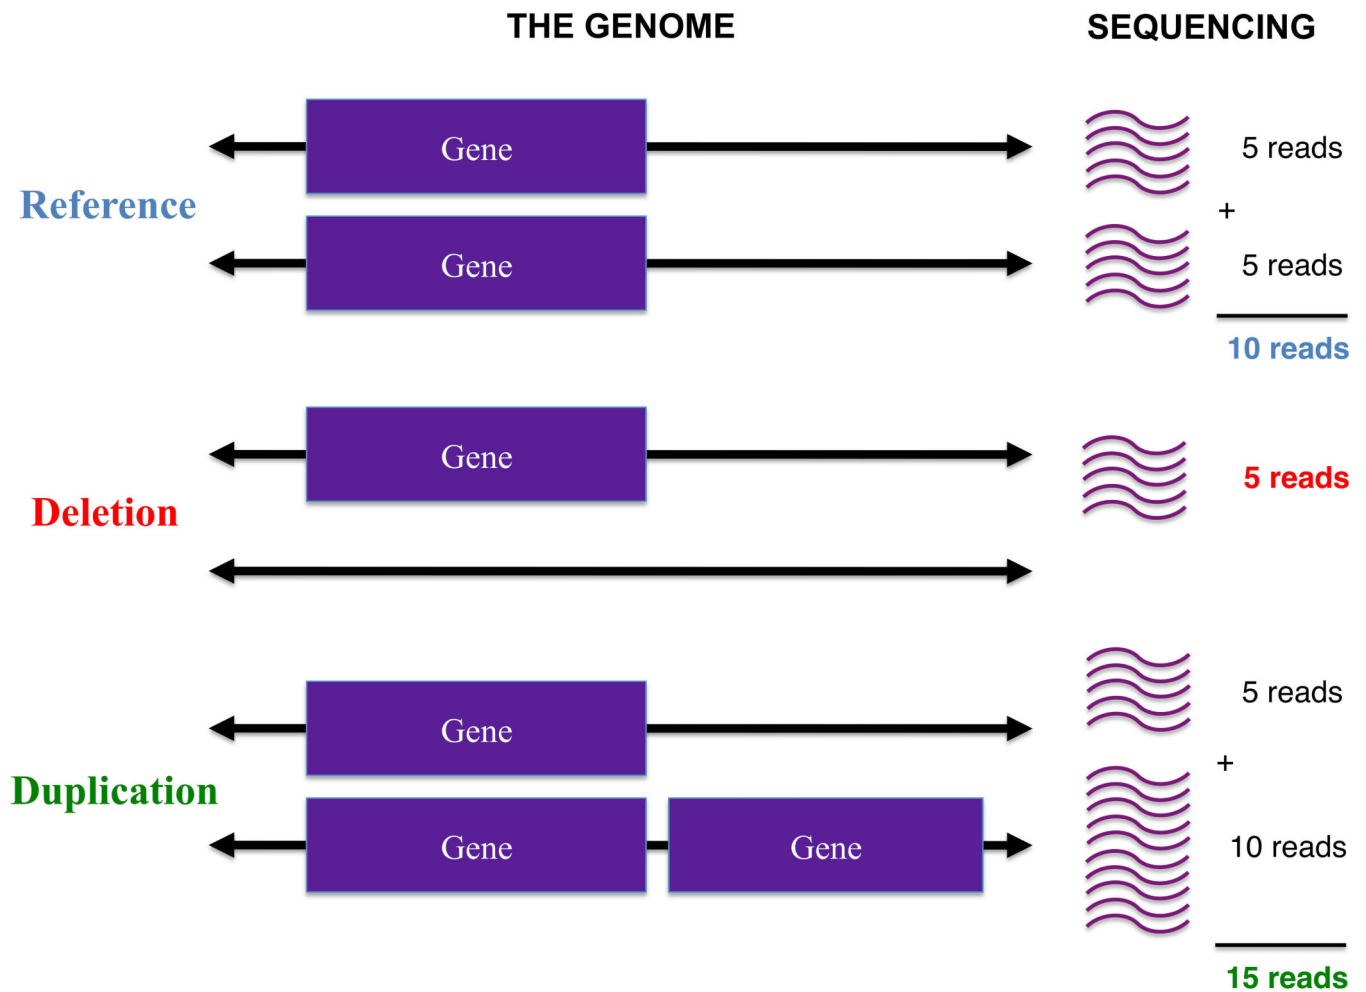 THE GENOME
SEQUENCING
Gene
5 reads
Reference
+
Gene
5 reads
10 reads
Gene
5 reads
Deletion
Gene
5 reads
+
Duplication
Gene
Gene
10 reads
15 reads